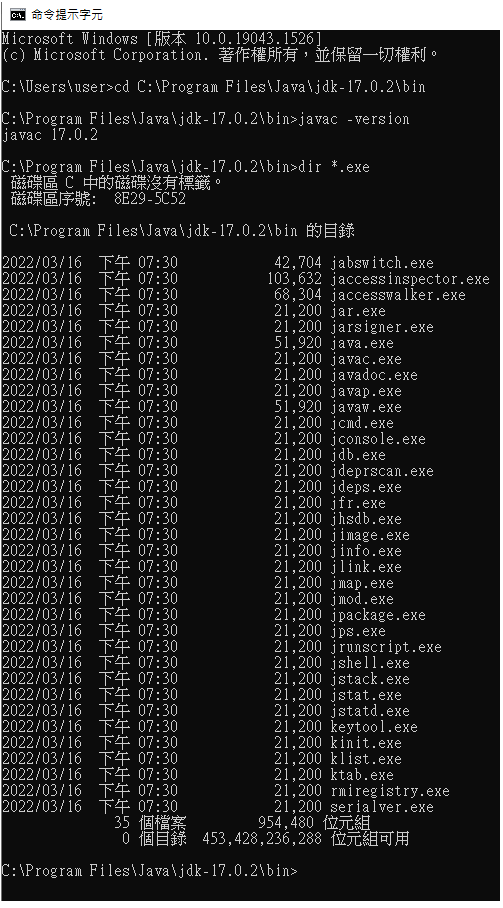 命令提示字元
Microsoft Windows [版本 10.0.19043.1526]
(c) Microsoft Corporation. 著作權所有，並保留一切權利。
C:\Users\user>cd C:\Program Files\Java\jdk-17.0.2\bin
C:\Program Files\Java\jdk-17.0.2\bin>javac -version
javac 17.0.2
C:\Program Files\Java\jdk-17.0.2\bin>dir *.exe
磁碟區 C 中的磁碟沒有標籤。
磁碟區序號:  8E29-5C52
C:\Program Files\Java\jdk-17.0.2\bin 的目錄
2022/03/16  下午 07:30            42,704 jabswitch.exe
2022/03/16  下午 07:30           103,632 jaccessinspector.exe
2022/03/16  下午 07:30            68,304 jaccesswalker.exe
2022/03/16  下午 07:30            21,200 jar.exe
2022/03/16  下午 07:30            21,200 jarsigner.exe
2022/03/16  下午 07:30            51,920 java.exe
2022/03/16  下午 07:30            21,200 javac.exe
2022/03/16  下午 07:30            21,200 javadoc.exe
2022/03/16  下午 07:30            21,200 javap.exe
2022/03/16  下午 07:30            51,920 javaw.exe
2022/03/16  下午 07:30            21,200 jcmd.exe
2022/03/16  下午 07:30            21,200 jconsole.exe
2022/03/16  下午 07:30            21,200 jdb.exe
2022/03/16  下午 07:30            21,200 jdeprscan.exe
2022/03/16  下午 07:30            21,200 jdeps.exe
2022/03/16  下午 07:30            21,200 jfr.exe
2022/03/16  下午 07:30            21,200 jhsdb.exe
2022/03/16  下午 07:30            21,200 jimage.exe
2022/03/16  下午 07:30            21,200 jinfo.exe
2022/03/16  下午 07:30            21,200 jlink.exe
2022/03/16  下午 07:30            21,200 jmap.exe
2022/03/16  下午 07:30            21,200 jmod.exe
2022/03/16  下午 07:30            21,200 jpackage.exe
2022/03/16  下午 07:30            21,200 jps.exe
2022/03/16  下午 07:30            21,200 jrunscript.exe
2022/03/16  下午 07:30            21,200 jshell.exe
2022/03/16  下午 07:30            21,200 jstack.exe
2022/03/16  下午 07:30            21,200 jstat.exe
2022/03/16  下午 07:30            21,200 jstatd.exe
2022/03/16  下午 07:30            21,200 keytool.exe
2022/03/16  下午 07:30            21,200 kinit.exe
2022/03/16  下午 07:30            21,200 klist.exe
2022/03/16  下午 07:30            21,200 ktab.exe
2022/03/16  下午 07:30            21,200 rmiregistry.exe
2022/03/16  下午 07:30            21,200 serialver.exe
35 個檔案         954,480 位元組
0 個目錄  453,428,236,288 位元組可用
C:\Program Files\Java\jdk-17.0.2\bin>